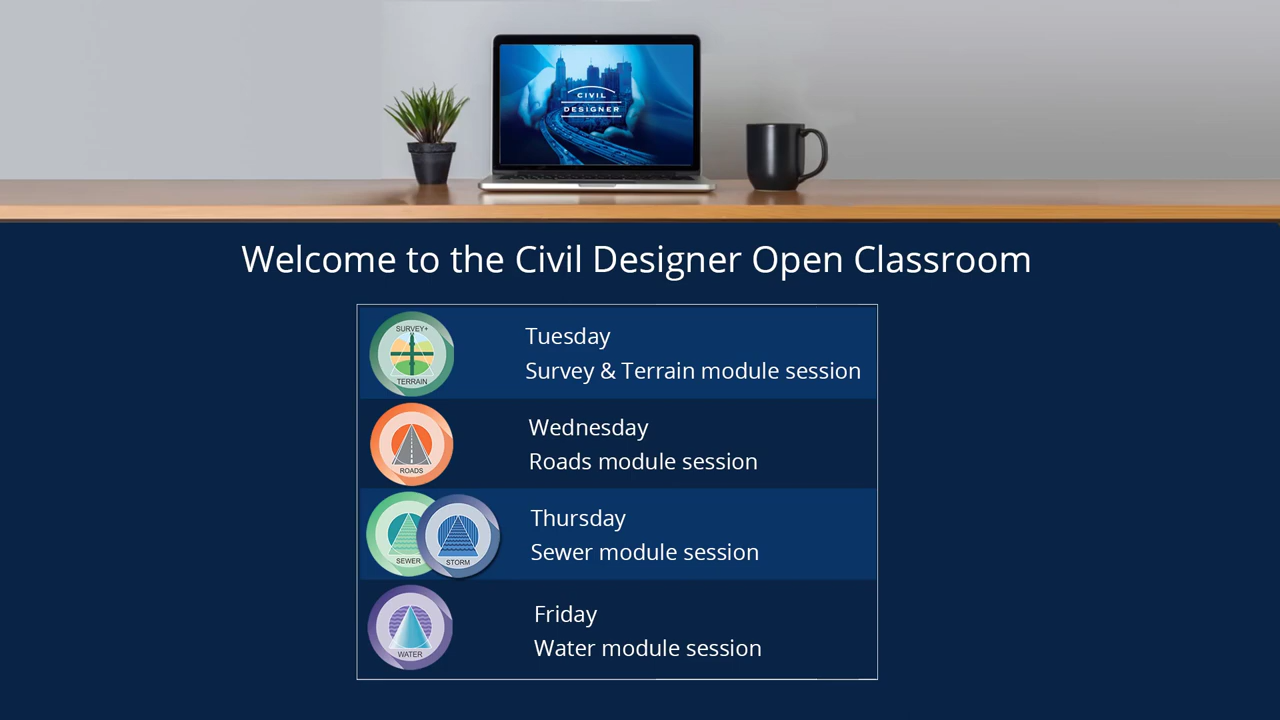 CIVIL
DESIGNER
Welcome to the Civil Designer Open Classroom
SURVEY+
TERRAIN
Tuesday
Survey & Terrain module session
ROADS
Wednesday
Roads module session
SEWER
STORM
Thursday
Sewer module session
WATER
Friday
Water module session